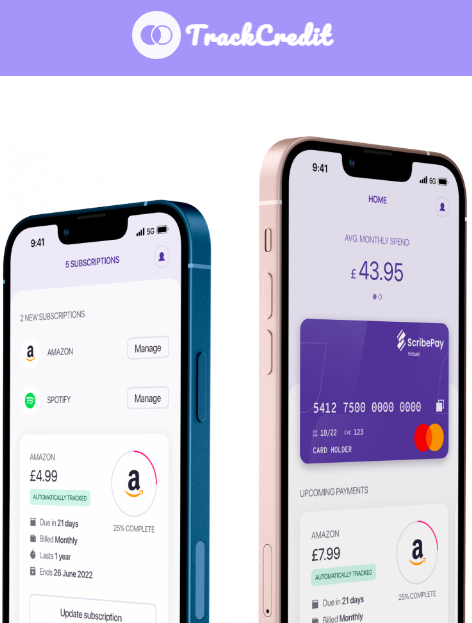 TrackCredit
9:41
5G
5 SUBSCRIPTIONS
2 NEW SUBSCRIPTIONS
AMAZON
Manage
SPOTIFY
Manage
AMAZON
£4.99
AUTOMATICALLY TRACKED
Due in 21 days
Billed Monthly
Lasts 1 year
Ends 26 June 2022
25% COMPLETE
Update subscription
9:41
5G
HOME
AVG. MONTHLY SPEND
£43.95
ScribePay
5412 7500 0000 0000
10/22 CVC 123
CARD HOLDER
UPCOMING PAYMENTS
AMAZON
£7.99
AUTOMATICALLY TRACKED
Due in 21 days
Billed Monthly
25% COMPLETE